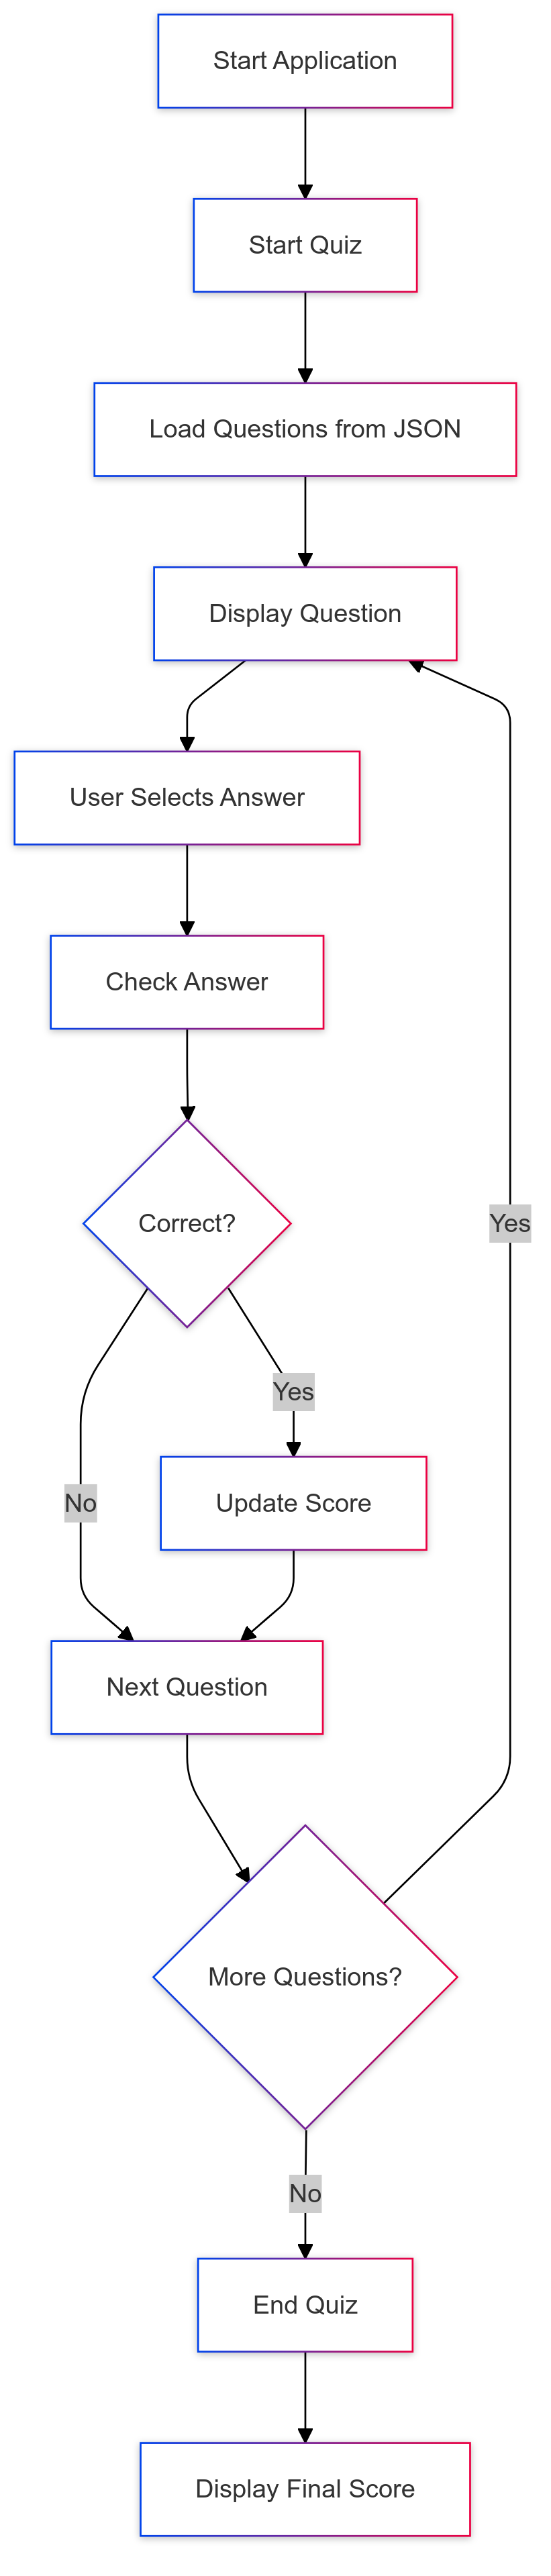 Start Application
Start Quiz
Load Questions from JSON
Display Question
User Selects Answer
Check Answer
Correct?
Yes
Yes
No
Update Score
Next Question
More Questions?
No
End Quiz
Display Final Score